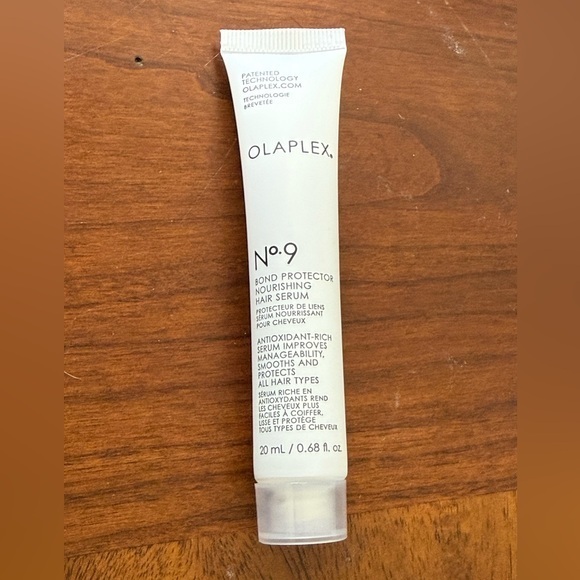 PATENTED
TECHNOLOGY
OLAPLEX.COM
TECHNOLOGIE
BREVETÉE
OLAPLEX®
Nº.9
BOND PROTECTOR
NOURISHING
HAIR SERUM
PROTECTEUR DE LIENS
SÉRUM NOURRISSANT
POUR CHEVEUX
ANTIOXIDANT-RICH
SERUM IMPROVES
MANAGEABILITY,
SMOOTHS AND
PROTECTS
ALL HAIR TYPES
SÉRUM RICHE EN
ANTIOXYDANTS REND
LES CHEVEUX PLUS
FACILES À COIFFER,
LISSE ET PROTÈGE
TOUS TYPES DE CHEVEUX
20 mL / 0.68 fl. oz